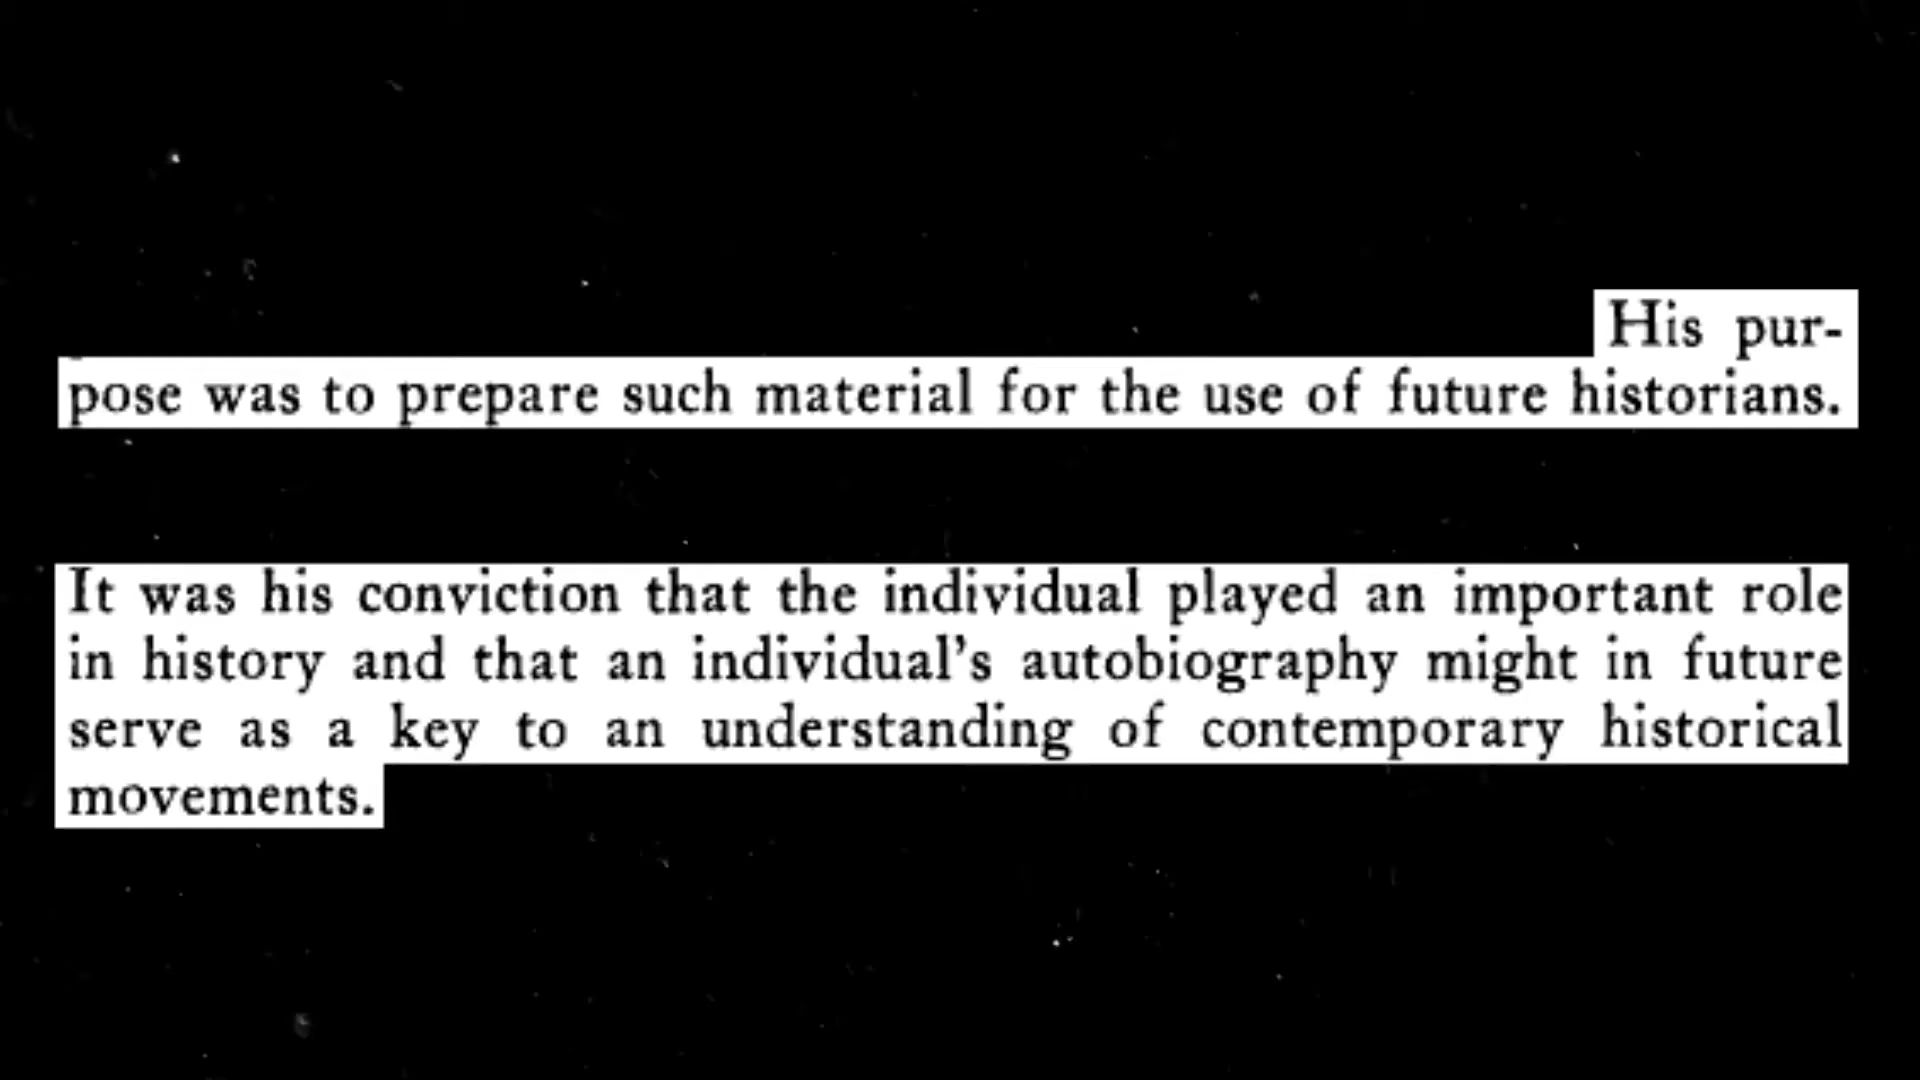 His pur-
pose was to prepare such material for the use of future historians.
It was his conviction that the individual played an important role
in history and that an individual's autobiography might in future
serve as a key to an understanding of contemporary historical
movements.